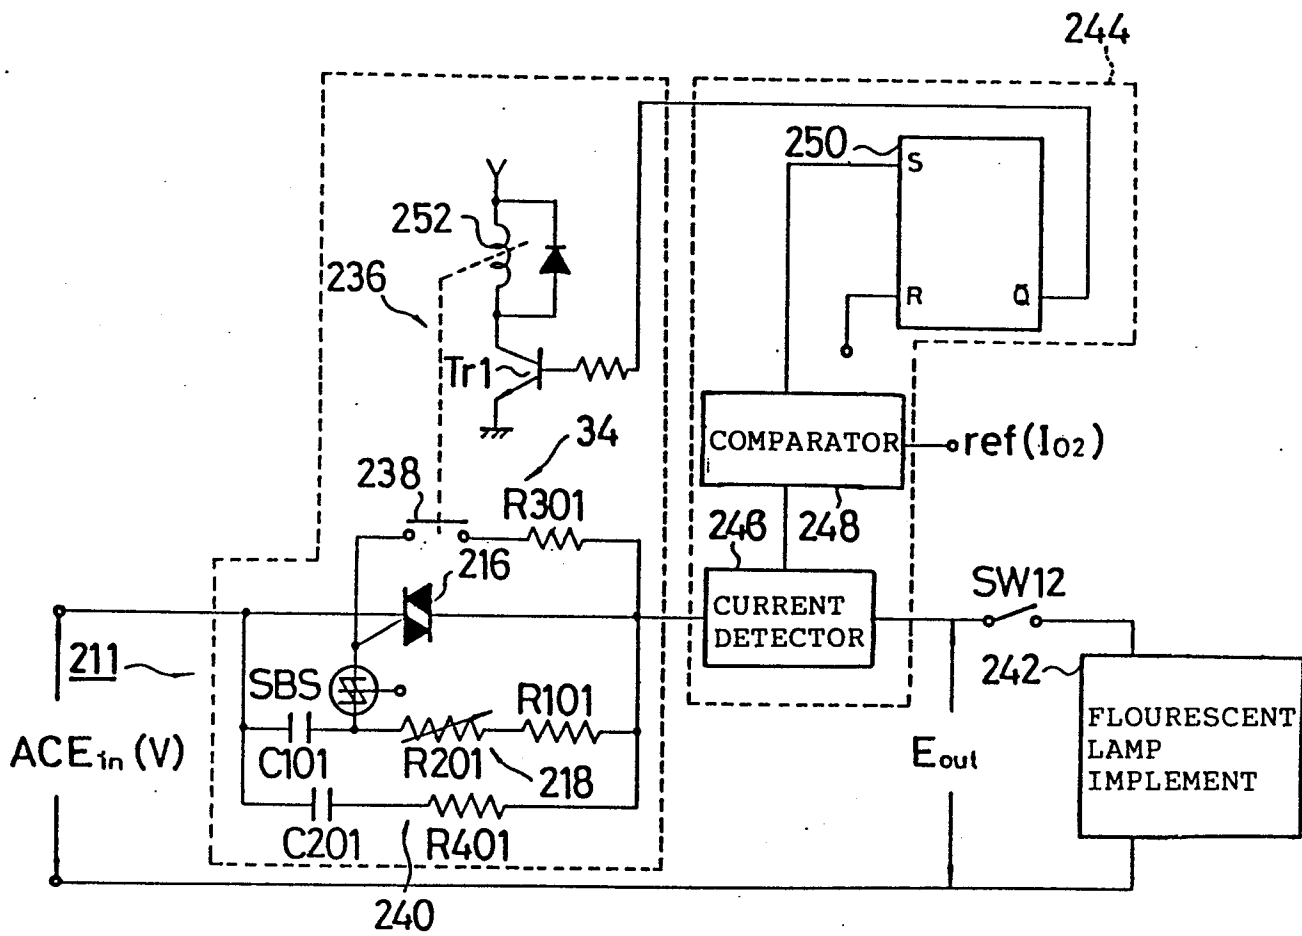 244
250
S
R
Q̅
252
236
Tr1
34
COMPARATOR
ref(I02)
238
R301
246
248
216
CURRENT
DETECTOR
SW12
211
SBS
242
R101
FLOURESCENT
LAMP
IMPLEMENT
ACEin(V)
C101
R201
218
Eout
C201
R401
240